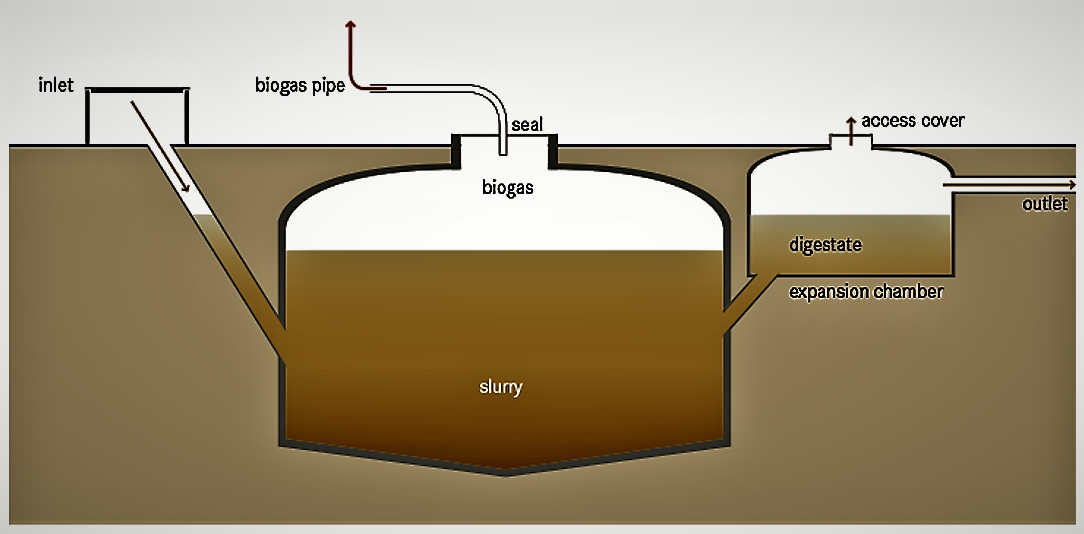 inlet
biogas pipe
seal
access cover
biogas
outlet
digestate
expansion chamber
slurry